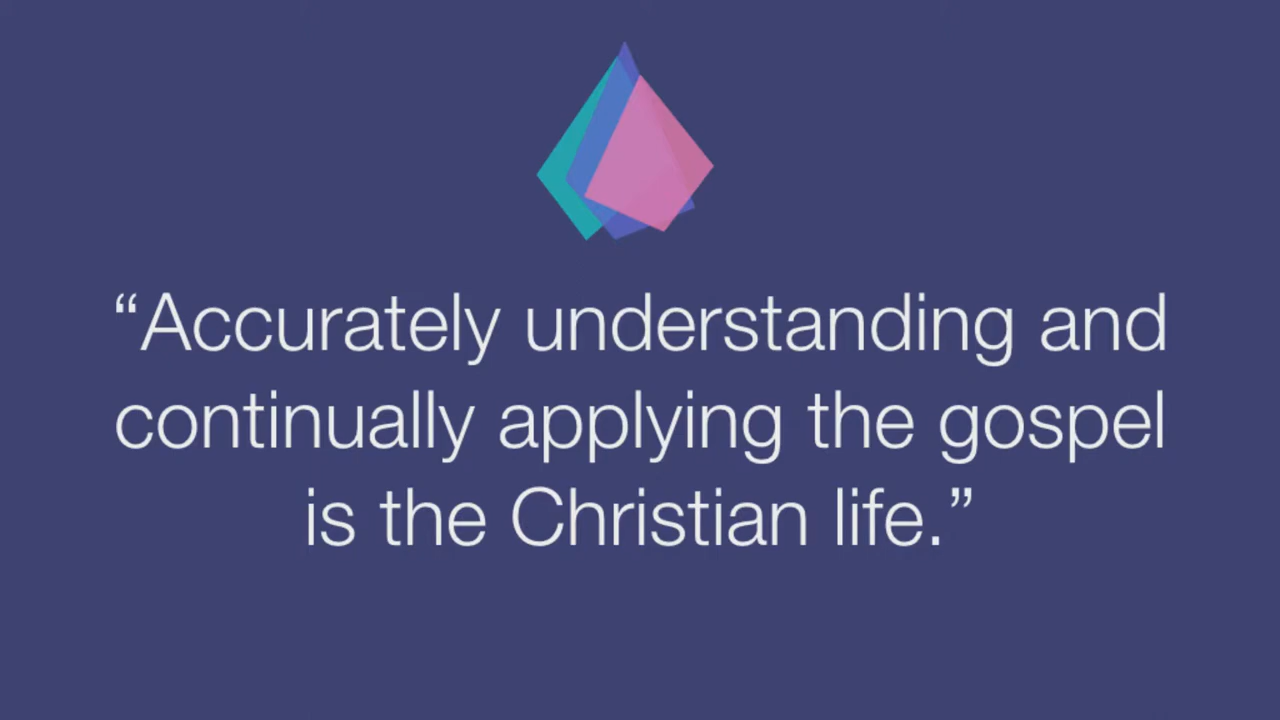 “Accurately understanding and
continually applying the gospel
is the Christian life.”